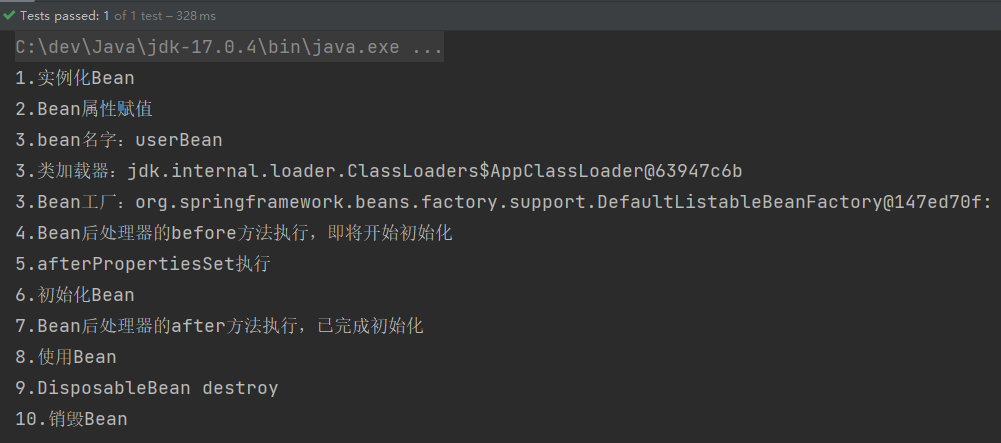 Tests passed: 1 of 1 test – 328 ms
C:\dev\Java\jdk-17.0.4\bin\java.exe ...
1.实例化Bean
2.Bean属性赋值
3.bean名字：userBean
3.类加载器：jdk.internal.loader.ClassLoaders$AppClassLoader@63947c6b
3.Bean工厂：org.springframework.beans.factory.support.DefaultListableBeanFactory@147ed70f:
4.Bean后处理器的before方法执行，即将开始初始化
5.afterPropertiesSet执行
6.初始化Bean
7.Bean后处理器的after方法执行，已完成初始化
8.使用Bean
9.DisposableBean destroy
10.销毁Bean